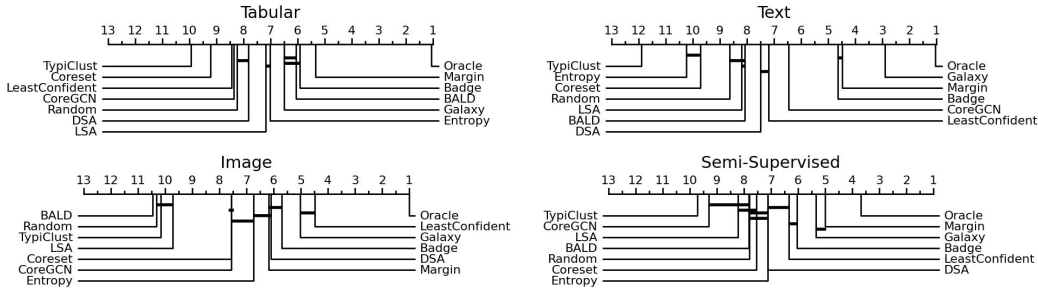 Tabular
13 12 11 10 9 8 7 6 5 4 3 2 1
TypiClust
Coreset
LeastConfident
CoreGCN
Random
DSA
LSA
Oracle
Margin
Badge
BALD
Galaxy
Entropy
Text
13 12 11 10 9 8 7 6 5 4 3 2 1
TypiClust
Entropy
Coreset
Random
LSA
BALD
DSA
Oracle
Galaxy
Margin
Badge
CoreGCN
LeastConfident
Image
13 12 11 10 9 8 7 6 5 4 3 2 1
BALD
Random
TypiClust
LSA
Coreset
CoreGCN
Entropy
Oracle
LeastConfident
Galaxy
Badge
DSA
Margin
Semi-Supervised
13 12 11 10 9 8 7 6 5 4 3 2 1
TypiClust
CoreGCN
LSA
BALD
Random
Coreset
Entropy
Oracle
Margin
Galaxy
Badge
LeastConfident
DSA